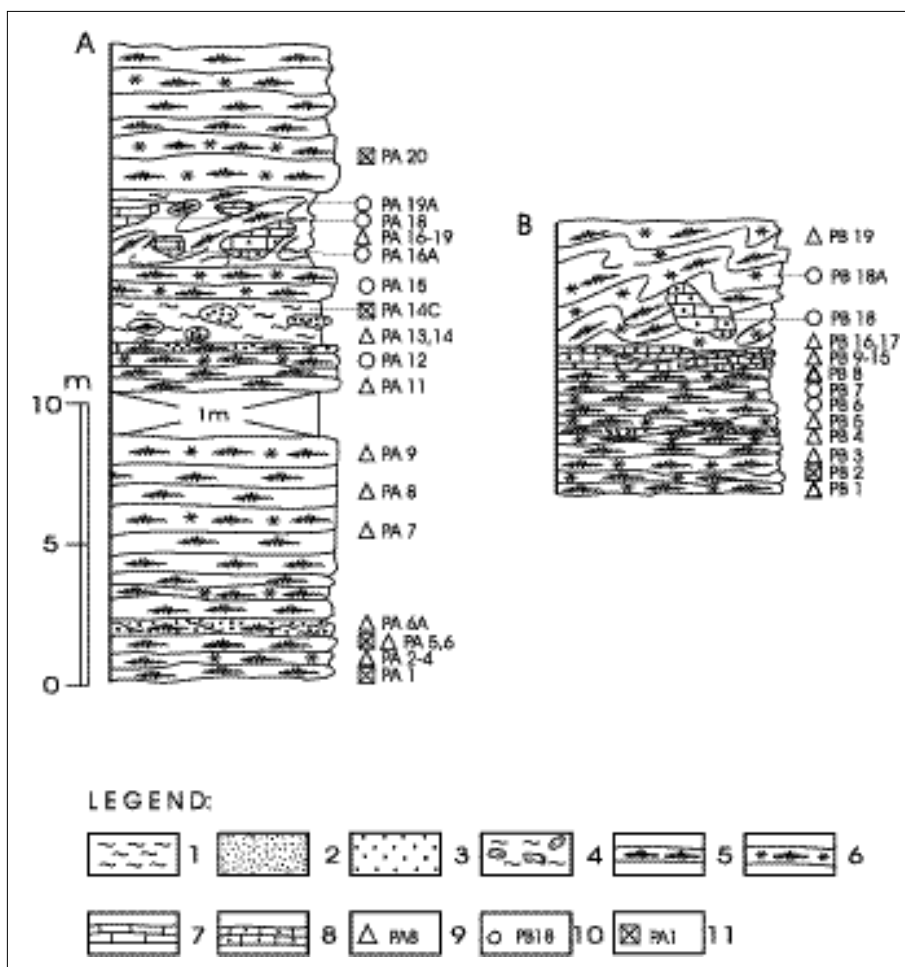 A
PA 20
PA 19A
PA 18
PA 16-19
PA 16A
PA 15
PA 14C
PA 13,14
PA 12
PA 11
m
10
1m
PA 9
PA 8
PA 7
5
PA 6A
PA 5,6
PA 2-4
PA 1
0
B
PB 19
PB 18A
PB 18
PB 16,17
PB 9-15
PB 8
PB 7
PB 6
PB 5
PB 4
PB 3
PB 2
PB 1
LEGEND:
1 2 3 4 5 6
7 8 PA8 9 PB18 10 PA1 11